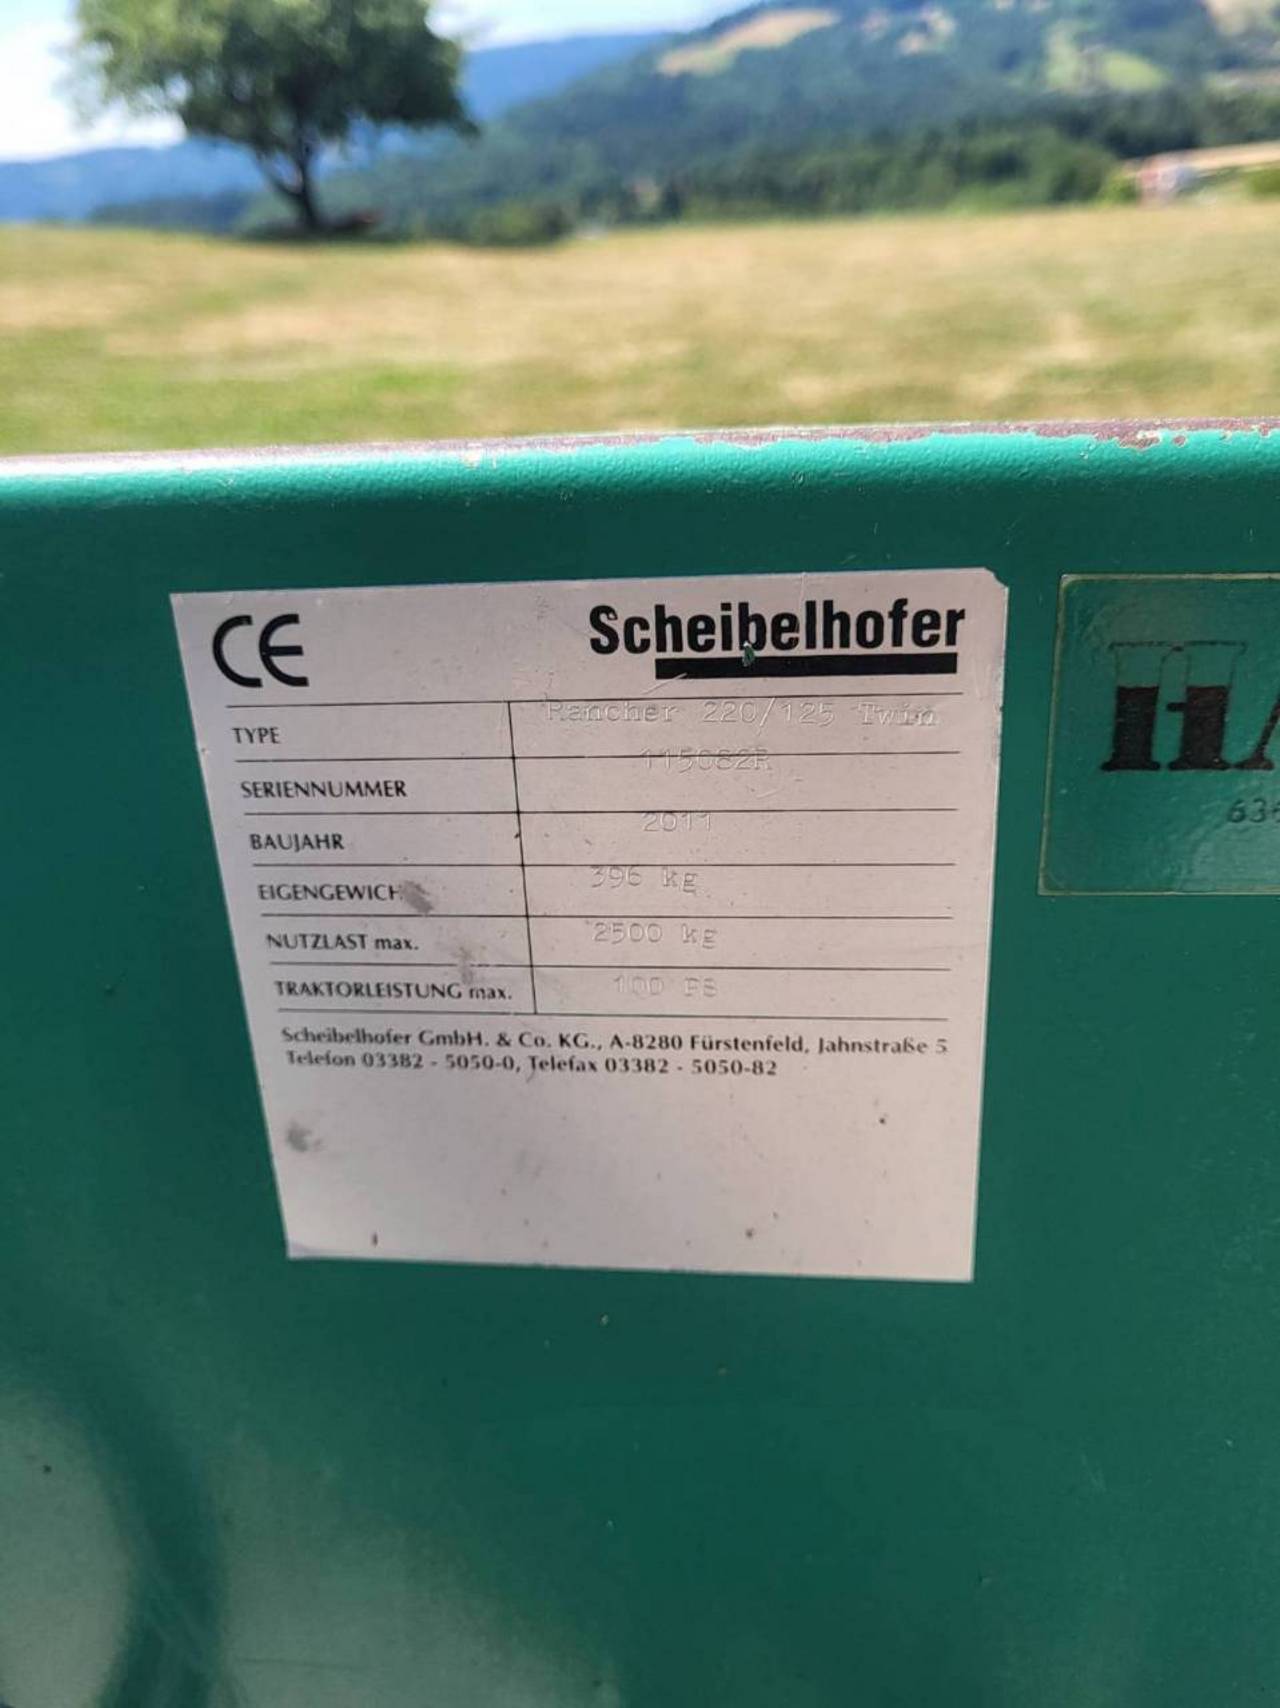 CE Scheibelhofer
TYPE Rancher 220/125 Twin
SERIENNUMMER 115082R
BAUJAHR 2011
EIGENGEWICH 396 kg
NUTZLAST max. 2500 kg
TRAKTORLEISTUNG max. 100 PS
Scheibelhofer GmbH. & Co. KG., A-8280 Fürstenfeld, Jahnstraße 5
Telefon 03382 - 5050-0, Telefax 03382 - 5050-82